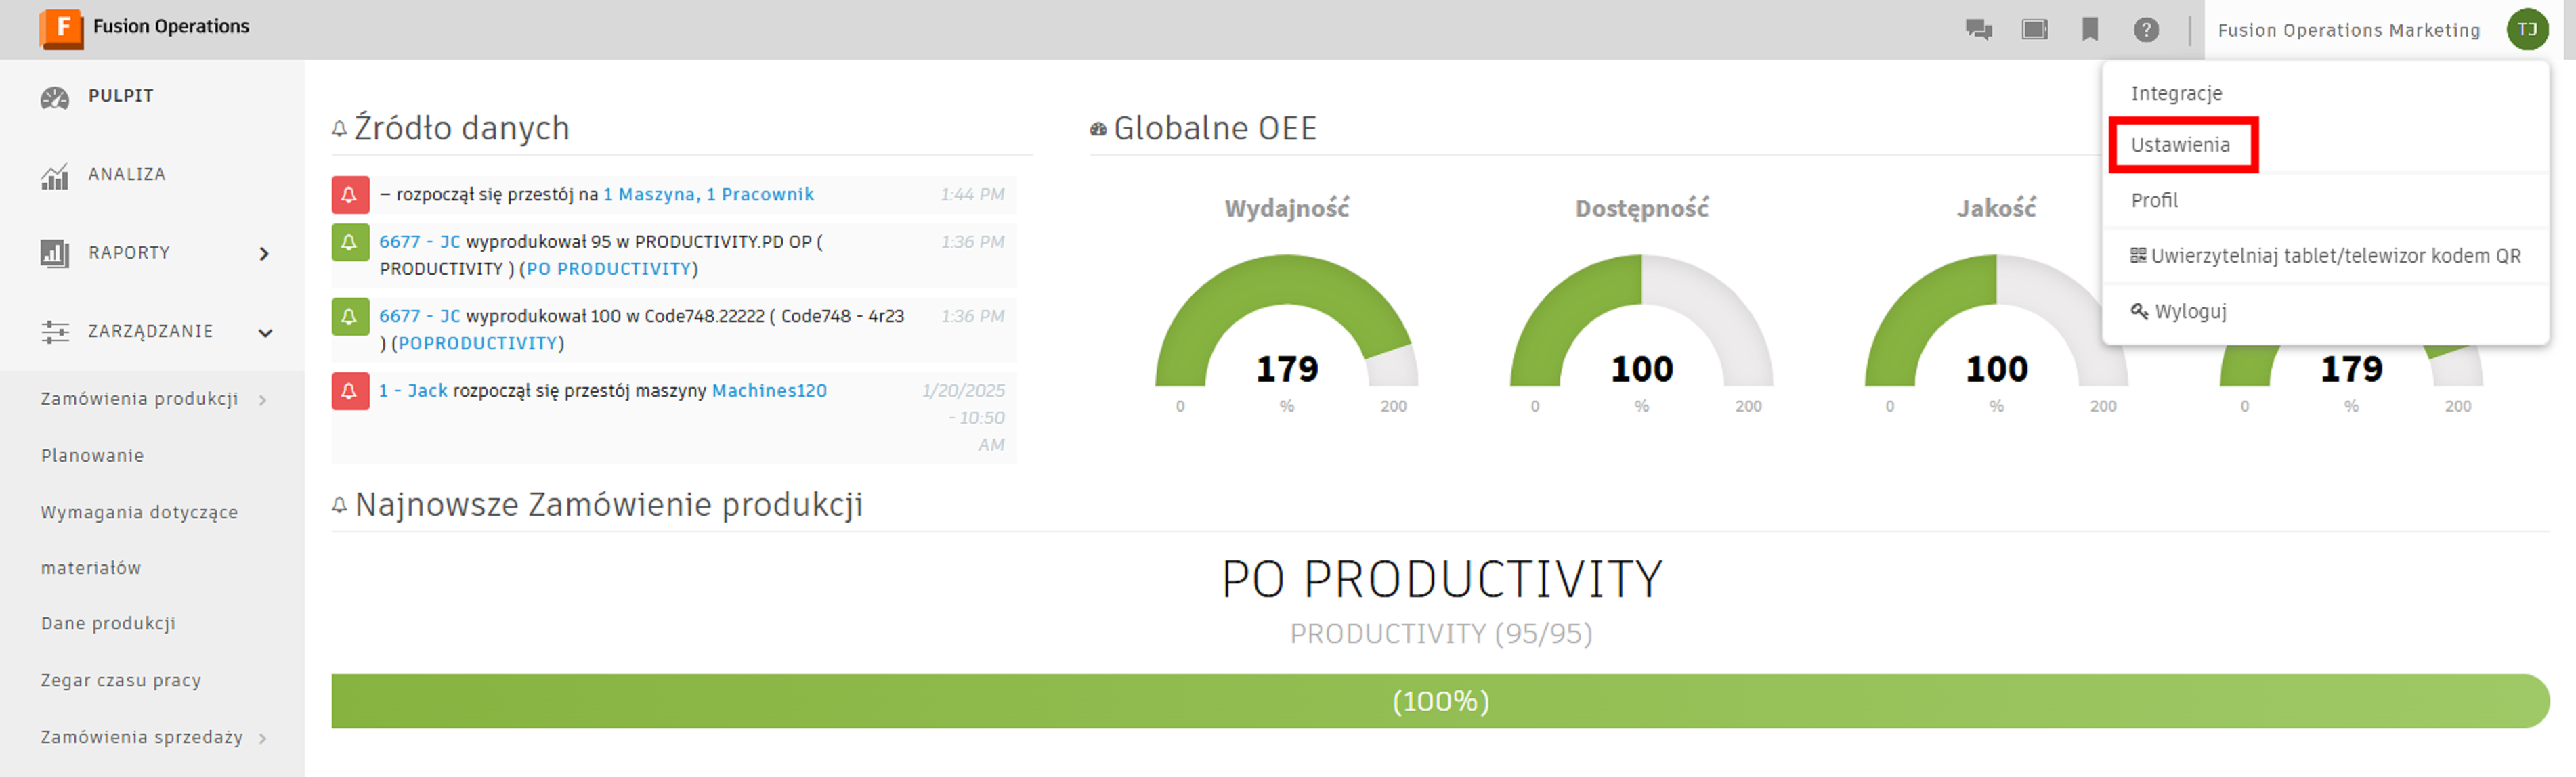 F Fusion Operations
? Fusion Operations Marketing TJ
PULPIT
ANALIZA
RAPORTY
ZARZĄDZANIE
Zamówienia produkcji
Planowanie
Wymagania dotyczące
materiałów
Dane produkcji
Zegar czasu pracy
Zamówienia sprzedaży
Źródło danych
– rozpoczął się przestój na 1 Maszyna, 1 Pracownik 1:44 PM
6677 - JC wyprodukował 95 w PRODUCTIVITY.PD OP ( 1:36 PM
PRODUCTIVITY ) (PO PRODUCTIVITY)
6677 - JC wyprodukował 100 w Code748.22222 ( Code748 - 4r23 1:36 PM
) (POPRODUCTIVITY)
1 - Jack rozpoczął się przestój maszyny Machines120 1/20/2025
- 10:50
AM
Globalne OEE
Wydajność Dostępność Jakość
179 100 100 179
0 % 200 0 % 200 0 % 200 0 % 200
Integracje
Ustawienia
Profil
Uwierzytelniaj tablet/telewizor kodem QR
Wyloguj
Najnowsze Zamówienie produkcji
PO PRODUCTIVITY
PRODUCTIVITY (95/95)
(100%)